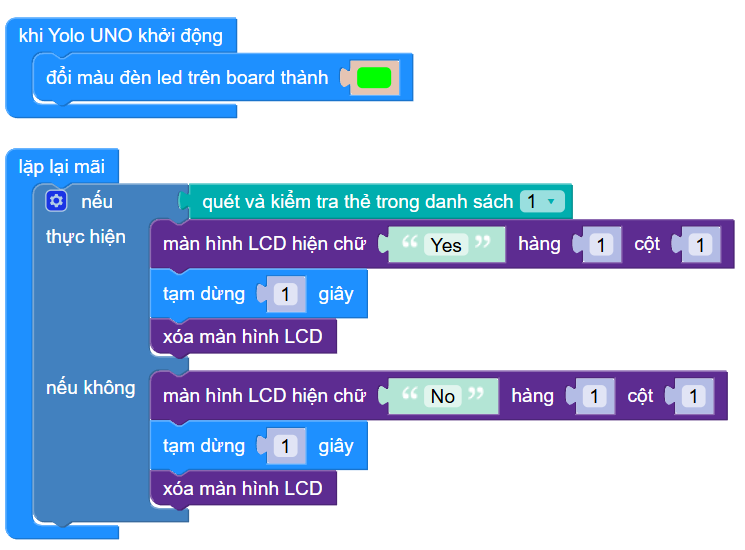 khi Yolo UNO khởi động
đổi màu đèn led trên board thành
lặp lại mãi
nếu quét và kiểm tra thẻ trong danh sách 1
thực hiện màn hình LCD hiện chữ “ Yes ” hàng 1 cột 1
tạm dừng 1 giây
xóa màn hình LCD
nếu không màn hình LCD hiện chữ “ No ” hàng 1 cột 1
tạm dừng 1 giây
xóa màn hình LCD